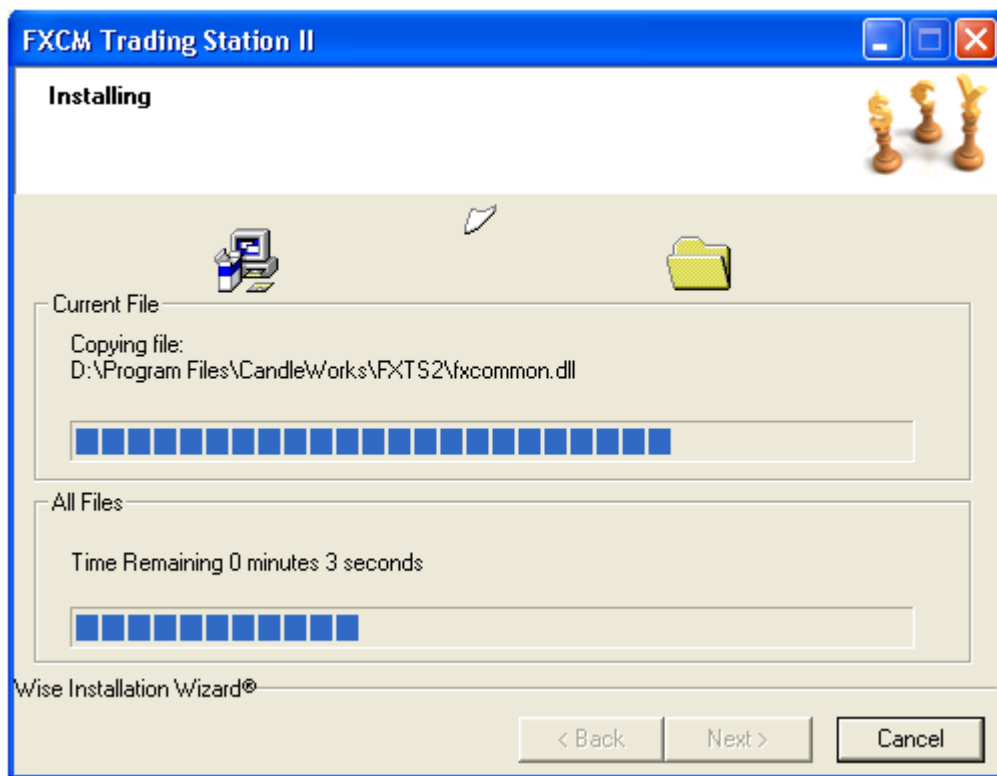 FXCM Trading Station II
Installing
Current File
Copying file:
D:\Program Files\CandleWorks\FXTS2\fxcommon.dll
All Files
Time Remaining 0 minutes 3 seconds
Wise Installation Wizard®
< Back
Next >
Cancel